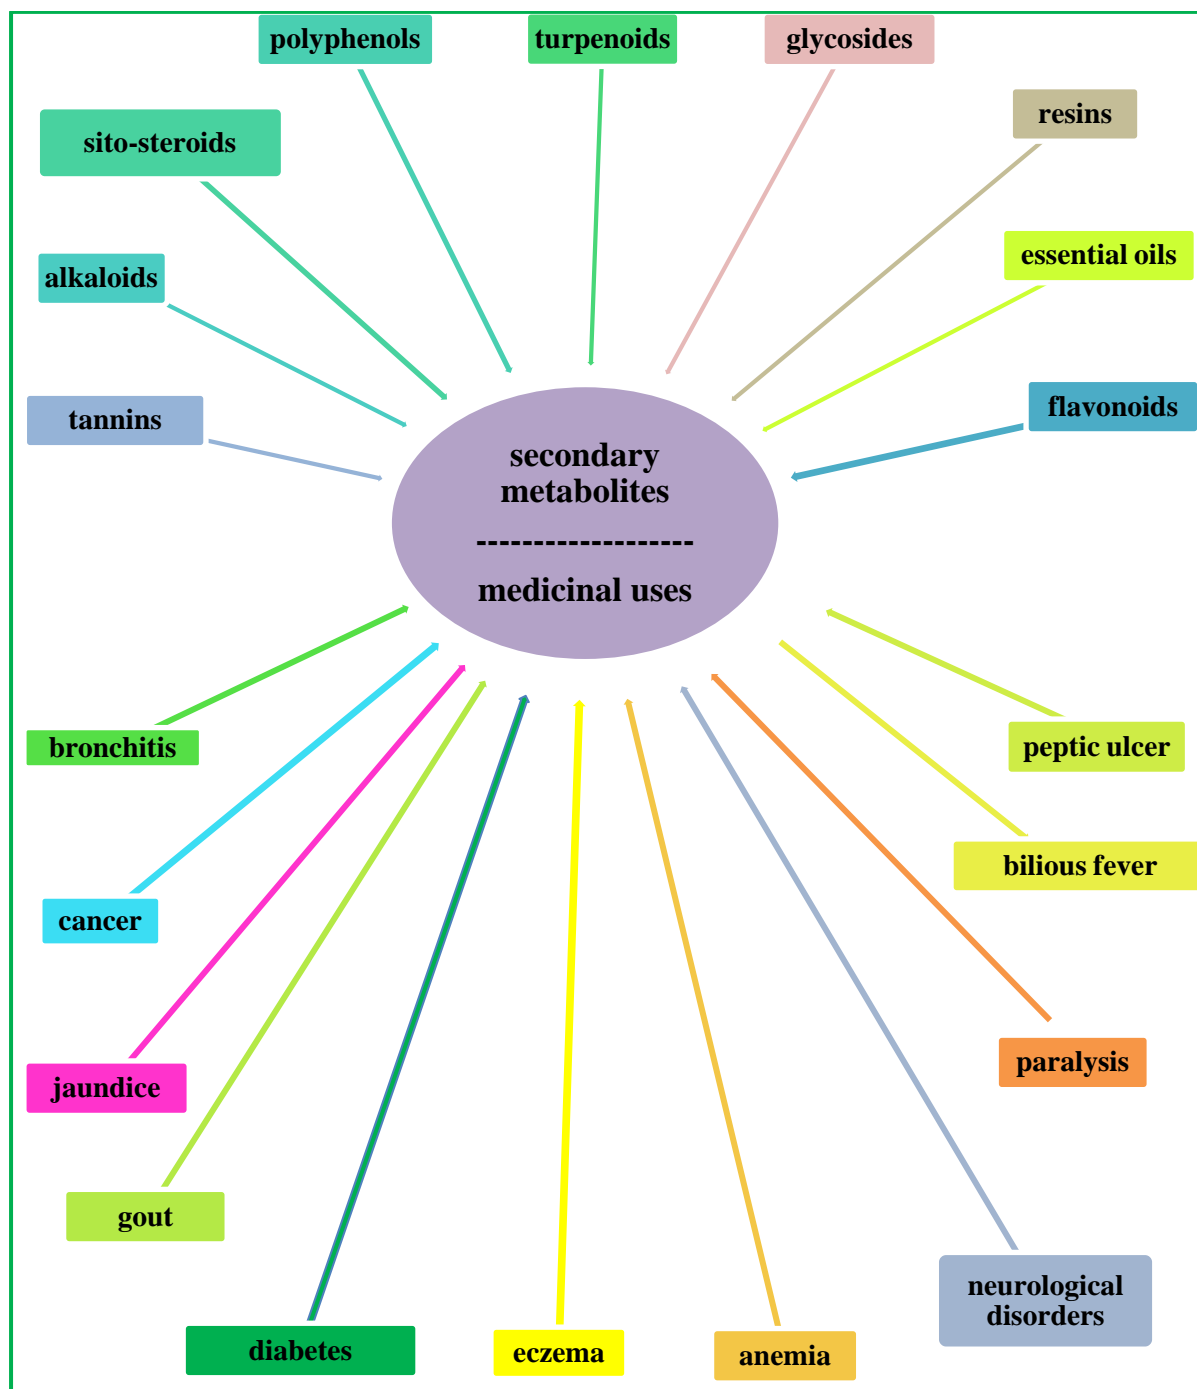 polyphenols
turpenoids
glycosides
resins
sito-steroids
essential oils
alkaloids
flavonoids
tannins
secondary
metabolites
-------------------
medicinal uses
bronchitis
peptic ulcer
bilious fever
cancer
paralysis
jaundice
gout
neurological
disorders
diabetes
eczema
anemia